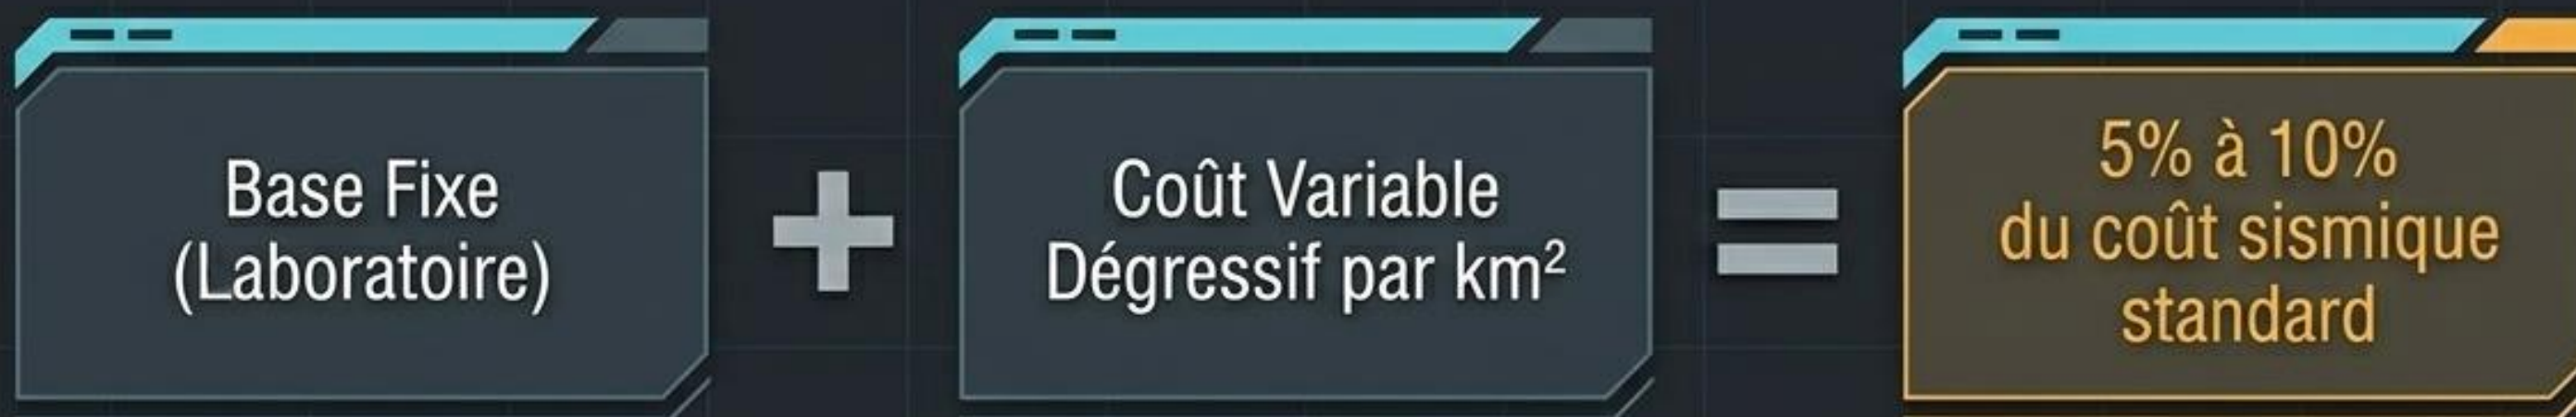 Base Fixe
(Laboratoire)
+
Coût Variable
Dégressif par km²
=
5% à 10%
du coût sismique
standard